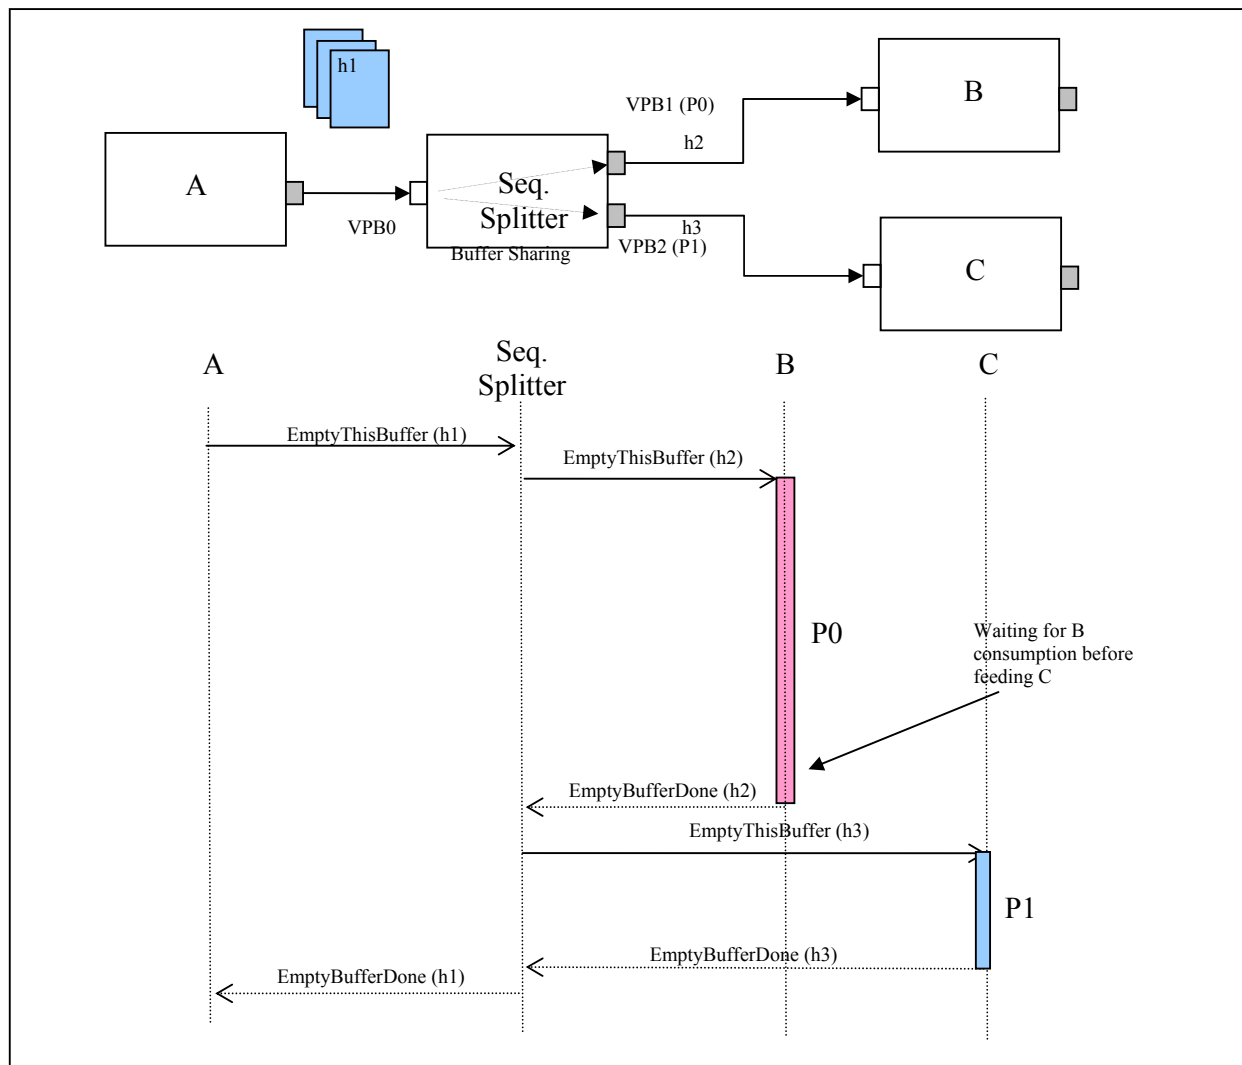 h1
VPB1 (P0)
B
h2
A
Seq.
Splitter
h3
VPB0
VPB2 (P1)
Buffer Sharing
C
A
Seq.
Splitter
B
C
EmptyThisBuffer (h1)
EmptyThisBuffer (h2)
P0
Waiting for B
consumption before
feeding C
EmptyBufferDone (h2)
EmptyThisBuffer (h3)
P1
EmptyBufferDone (h3)
EmptyBufferDone (h1)